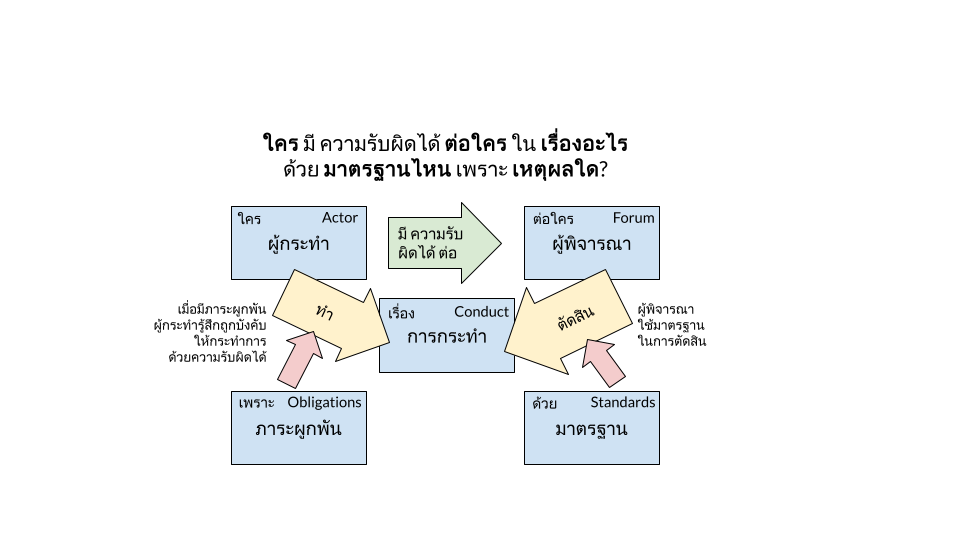 ใคร มี ความรับผิดได้ ต่อใคร ใน เรื่องอะไร
ด้วย มาตรฐานไหน เพราะ เหตุผลใด?
ใคร Actor
ผู้กระทำ
มี ความรับ
ผิดได้ ต่อ
ต่อใคร Forum
ผู้พิจารณา
ทำ
เรื่อง Conduct
การกระทำ
ตัดสิน
เมื่อมีภาระผูกพัน
ผู้กระทำรู้สึกถูกบังคับ
ให้กระทำการ
ด้วยความรับผิดได้
ผู้พิจารณา
ใช้มาตรฐาน
ในการตัดสิน
เพราะ Obligations
ภาระผูกพัน
ด้วย Standards
มาตรฐาน